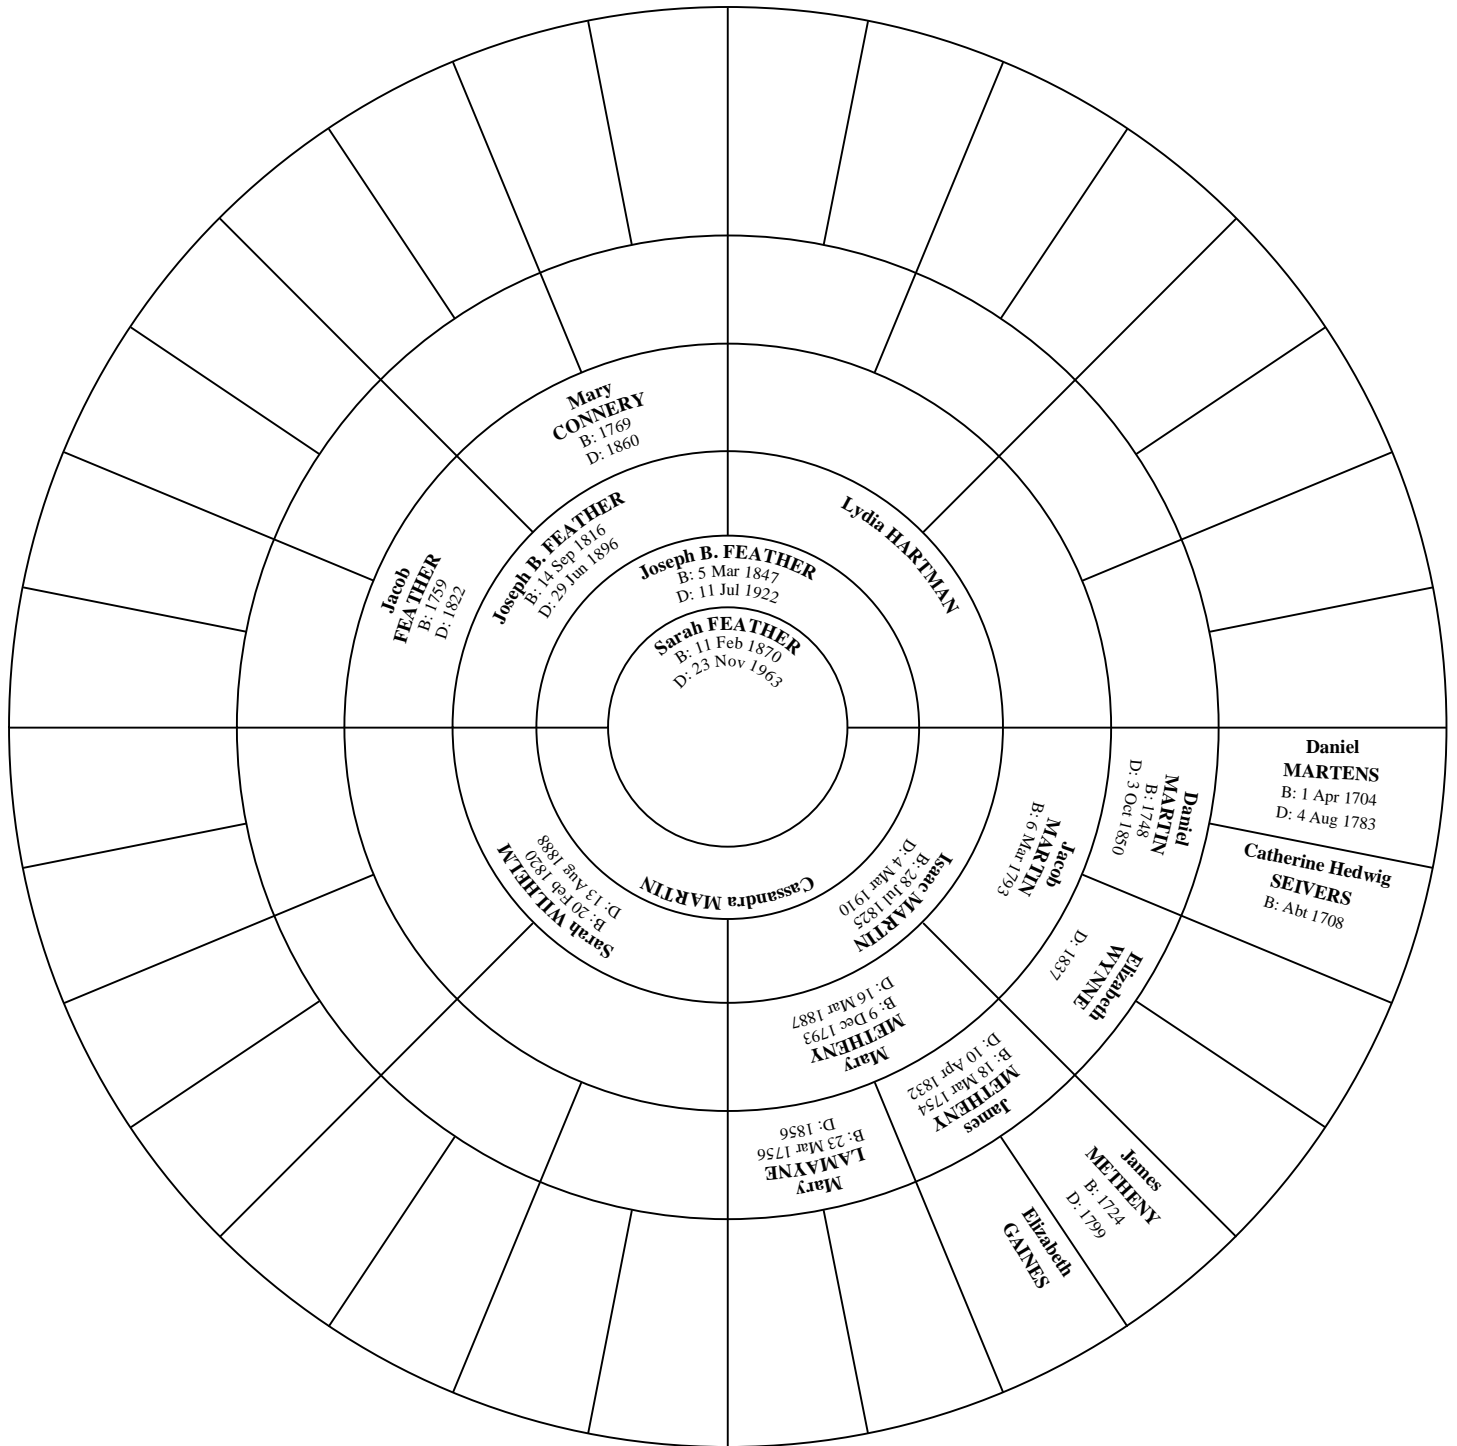 Sarah FEATHER
B: 11 Feb 1870
D: 23 Nov 1963
Joseph B. FEATHER
B: 5 Mar 1847
D: 11 Jul 1922
Cassandra MARTIN
Joseph B. FEATHER
B: 14 Sep 1816
D: 29 Jun 1896
Lydia HARTMAN
Isaac MARTIN
B: 28 Jul 1825
D: 4 Mar 1910
Sarah WILHELM
B: 20 Feb 1820
D: 13 Aug 1888
Jacob
FEATHER
B: 1759
D: 1822
Mary
CONNERY
B: 1769
D: 1860
Jacob
MARTIN
B: 6 Mar 1793
Mary
METHENY
B: 9 Dec 1793
D: 16 Mar 1887
Daniel
MARTIN
B: 1748
D: 3 Oct 1850
Elizabeth
WYNNE
D: 1837
James
METHENY
B: 18 Mar 1754
D: 10 Apr 1832
Mary
LAMAYNE
B: 23 Mar 1756
D: 1856
Daniel
MARTENS
B: 1 Apr 1704
D: 4 Aug 1783
Catherine Hedwig
SEIVERS
B: Abt 1708
James
METHENY
B: 1724
D: 1799
Elizabeth
GAINES